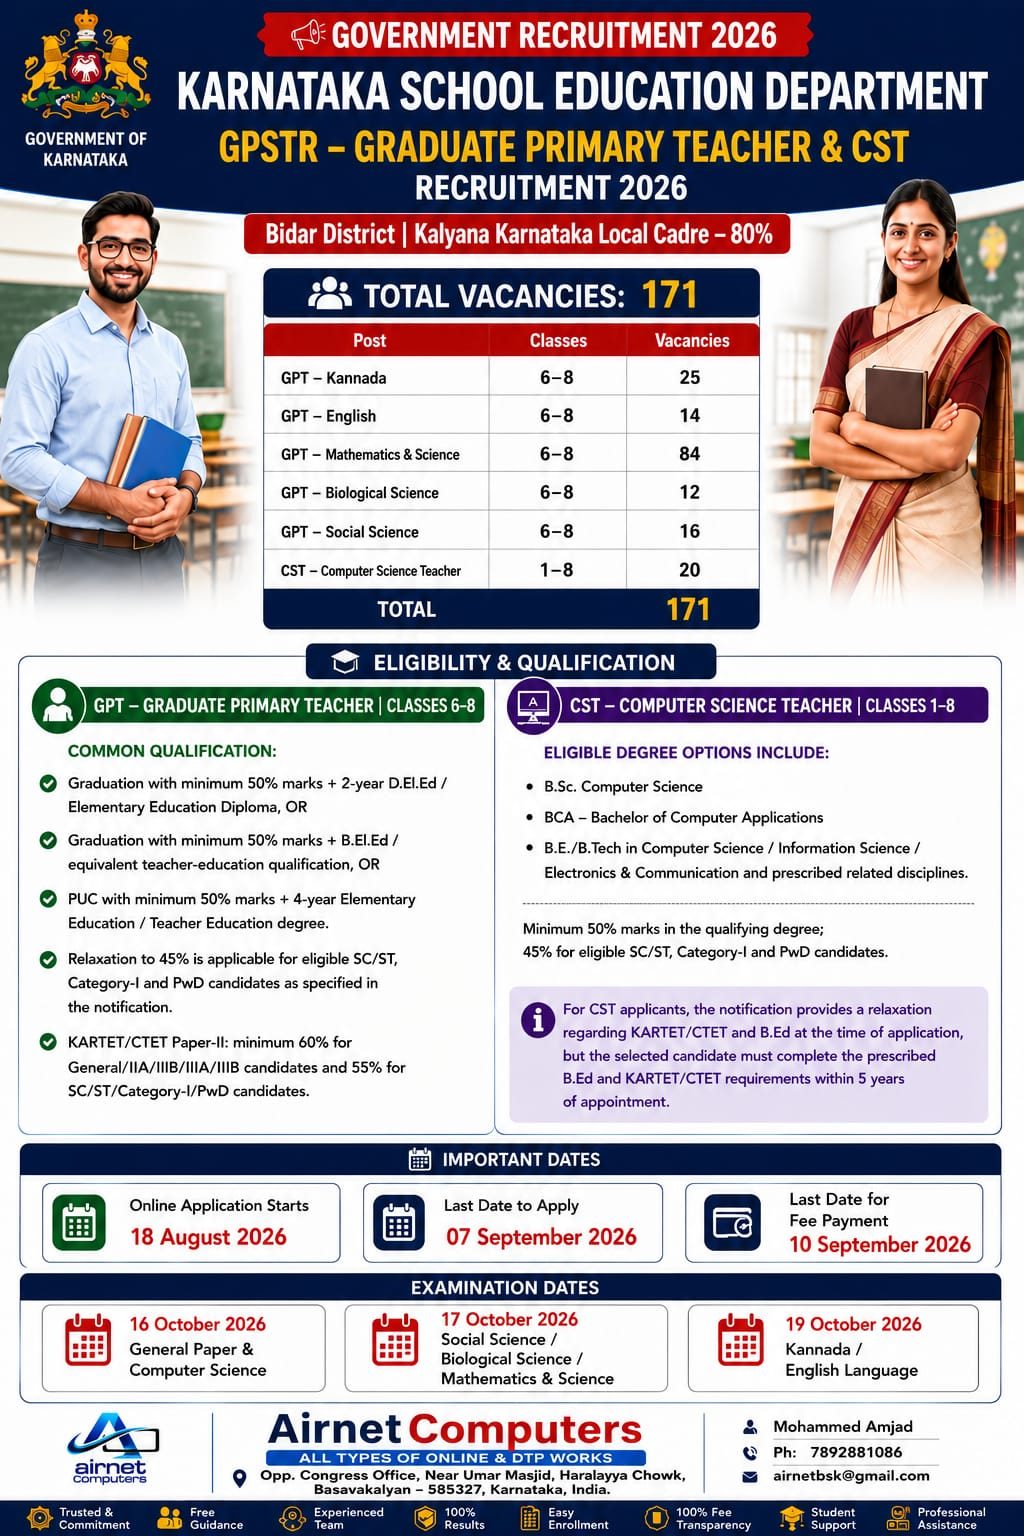 GOVERNMENT RECRUITMENT 2026
KARNATAKA SCHOOL EDUCATION DEPARTMENT
GPSTR – GRADUATE PRIMARY TEACHER & CST
RECRUITMENT 2026
GOVERNMENT OF
KARNATAKA
Bidar District | Kalyana Karnataka Local Cadre – 80%
TOTAL VACANCIES: 171
Post Classes Vacancies
GPT – Kannada 6–8 25
GPT – English 6–8 14
GPT – Mathematics & Science 6–8 84
GPT – Biological Science 6–8 12
GPT – Social Science 6–8 16
CST – Computer Science Teacher 1–8 20
TOTAL 171
ELIGIBILITY & QUALIFICATION
GPT – GRADUATE PRIMARY TEACHER | CLASSES 6–8
COMMON QUALIFICATION:
Graduation with minimum 50% marks + 2-year D.El.Ed /
Elementary Education Diploma, OR
Graduation with minimum 50% marks + B.El.Ed /
equivalent teacher-education qualification, OR
PUC with minimum 50% marks + 4-year Elementary
Education / Teacher Education degree.
Relaxation to 45% is applicable for eligible SC/ST,
Category-I and PwD candidates as specified in
the notification.
KARTET/CTET Paper-II: minimum 60% for
General/IIA/IIIB/IIIA/IIIB candidates and 55% for
SC/ST/Category-I/PwD candidates.
A
CST – COMPUTER SCIENCE TEACHER | CLASSES 1–8
ELIGIBLE DEGREE OPTIONS INCLUDE:
• B.Sc. Computer Science
• BCA – Bachelor of Computer Applications
• B.E./B.Tech in Computer Science / Information Science /
Electronics & Communication and prescribed related disciplines.
Minimum 50% marks in the qualifying degree;
45% for eligible SC/ST, Category-I and PwD candidates.
For CST applicants, the notification provides a relaxation
regarding KARTET/CTET and B.Ed at the time of application,
but the selected candidate must complete the prescribed
B.Ed and KARTET/CTET requirements within 5 years
of appointment.
IMPORTANT DATES
Online Application Starts
18 August 2026
Last Date to Apply
07 September 2026
Last Date for
Fee Payment
10 September 2026
EXAMINATION DATES
16 October 2026
General Paper &
Computer Science
17 October 2026
Social Science /
Biological Science /
Mathematics & Science
19 October 2026
Kannada /
English Language
airnet
computers
Airnet Computers
ALL TYPES OF ONLINE & DTP WORKS
Opp. Congress Office, Near Umar Masjid, Haralayya Chowk,
Basavakalyan – 585327, Karnataka, India.
Mohammed Amjad
Ph: 7892881086
airnetbsk@gmail.com
Trusted &
Commitment
Free
Guidance
Experienced
Team
100%
Results
Easy
Enrollment
100% Fee
Transparency
Student
Support
Professional
Assistance